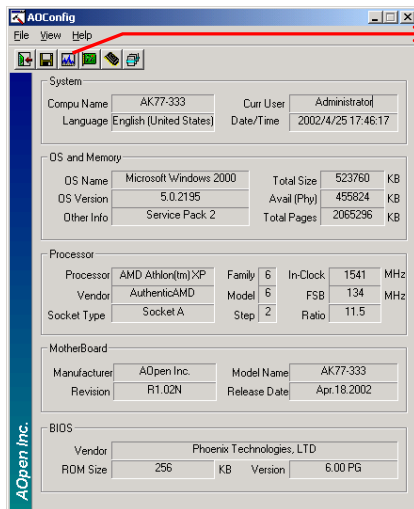 AOConfig
File View Help
System
Compu Name AK77-333 Curr User Administrator
Language English (United States) Date/Time 2002/4/25 17:46:17
OS and Memory
OS Name Microsoft Windows 2000 Total Size 523760 KB
OS Version 5.0.2195 Avail (Phy) 455824 KB
Other Info Service Pack 2 Total Pages 2065296 KB
Processor
Processor AMD Athlon(tm) XP Family 6 In-Clock 1541 MHz
Vendor AuthenticAMD Model 6 FSB 134 MHz
Socket Type Socket A Step 2 Ratio 11.5
MotherBoard
Manufacturer AOpen Inc. Model Name AK77-333
Revision R1.02N Release Date Apr.18.2002
BIOS
Vendor Phoenix Technologies, LTD
ROM Size 256 KB Version 6.00 PG
AOpen Inc.